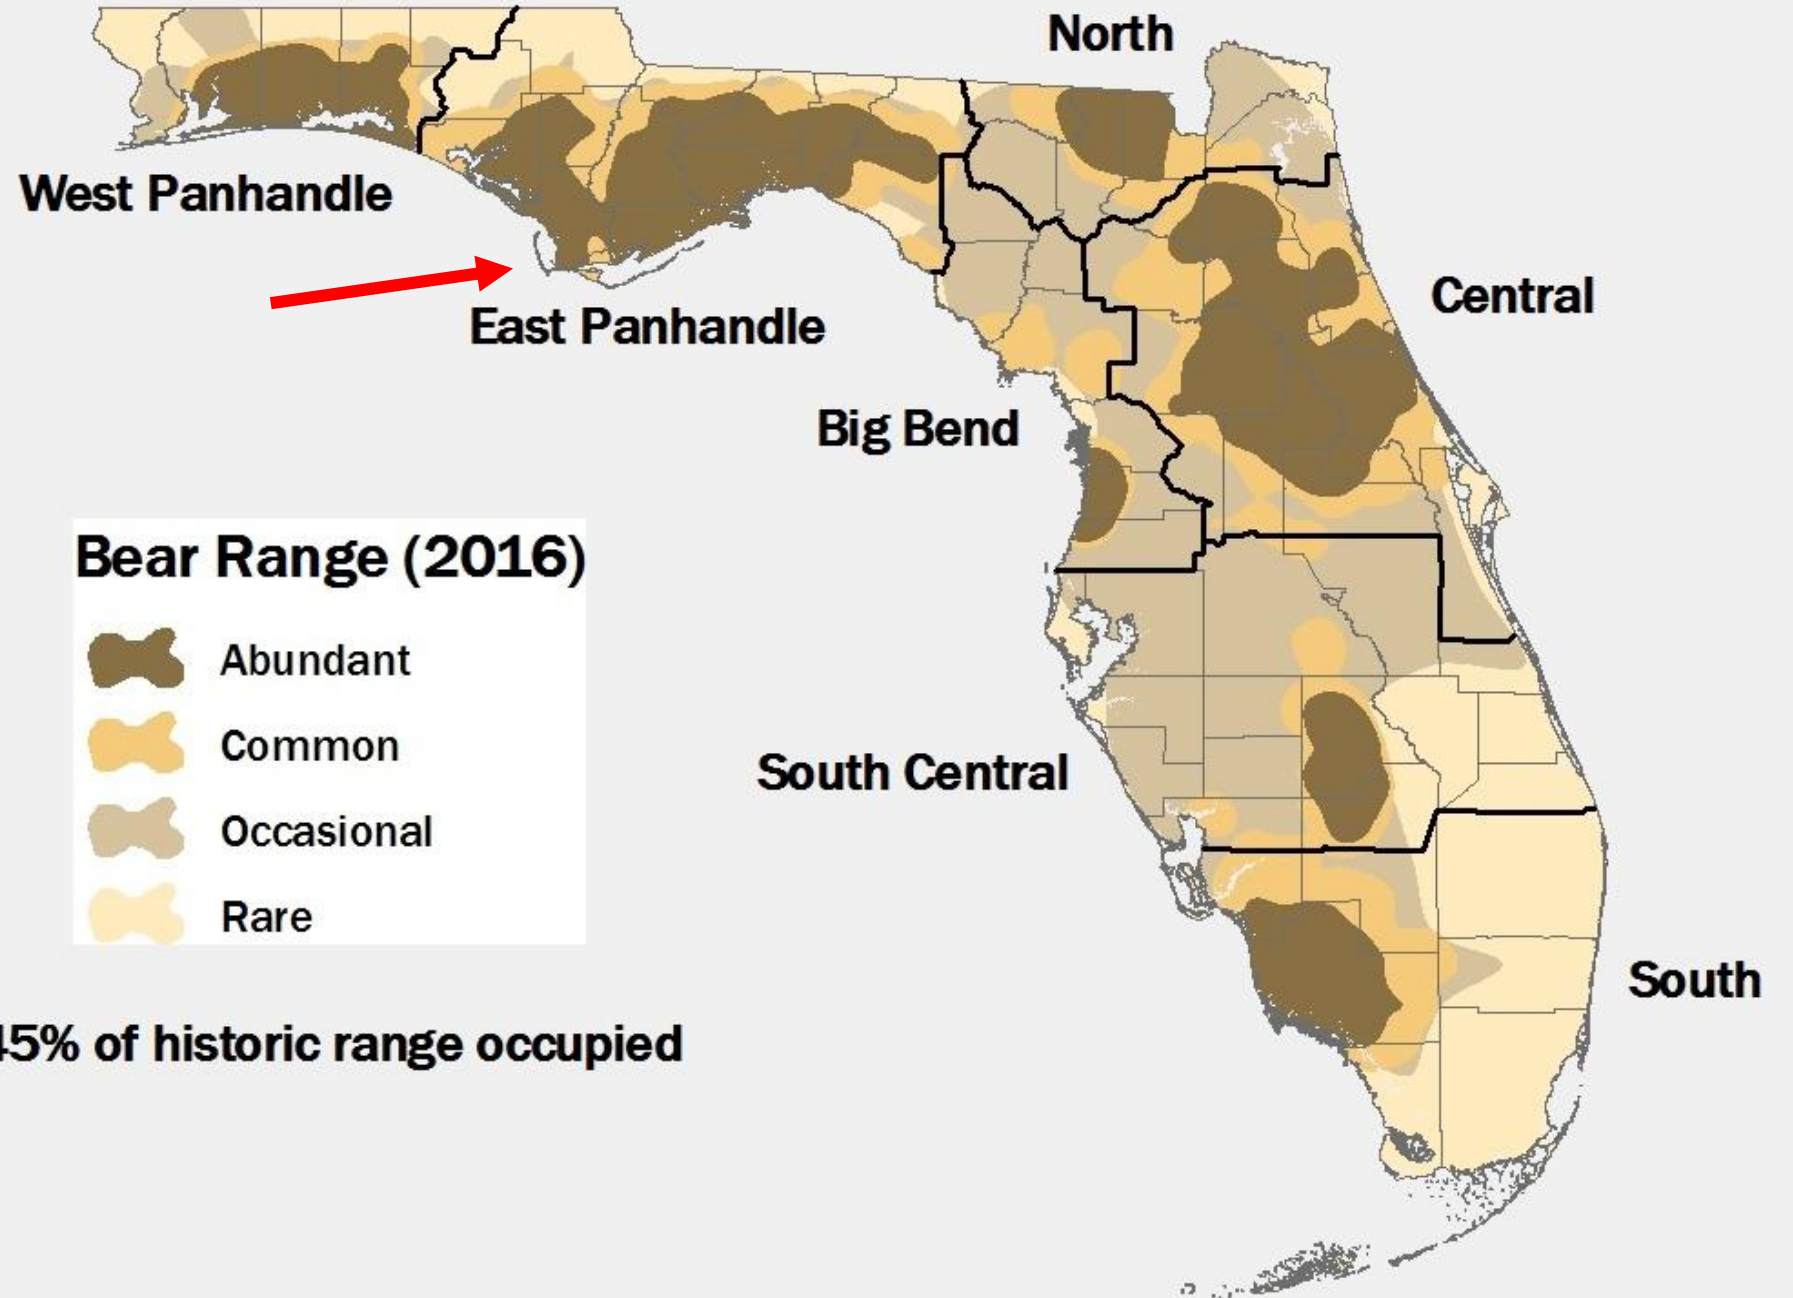 North
West Panhandle
Central
East Panhandle
Big Bend
Bear Range (2016)
Abundant
Common
Occasional
Rare
South Central
South
45% of historic range occupied